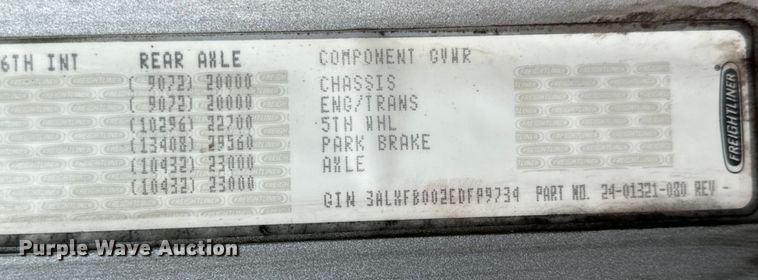 6TH INT REAR AXLE COMPONENT GVWR
( 9072) 20000 CHASSIS
( 9072) 20000 ENG/TRANS
(10296) 22700 5TH WHL
(13408) 29560 PARK BRAKE
(10432) 23000 AXLE
(10432) 23000
GIN 3ALXFB002EDFP9734 PART NO. 24-01321-080 REV -
FREIGHTLINER
Purple Wave Auction